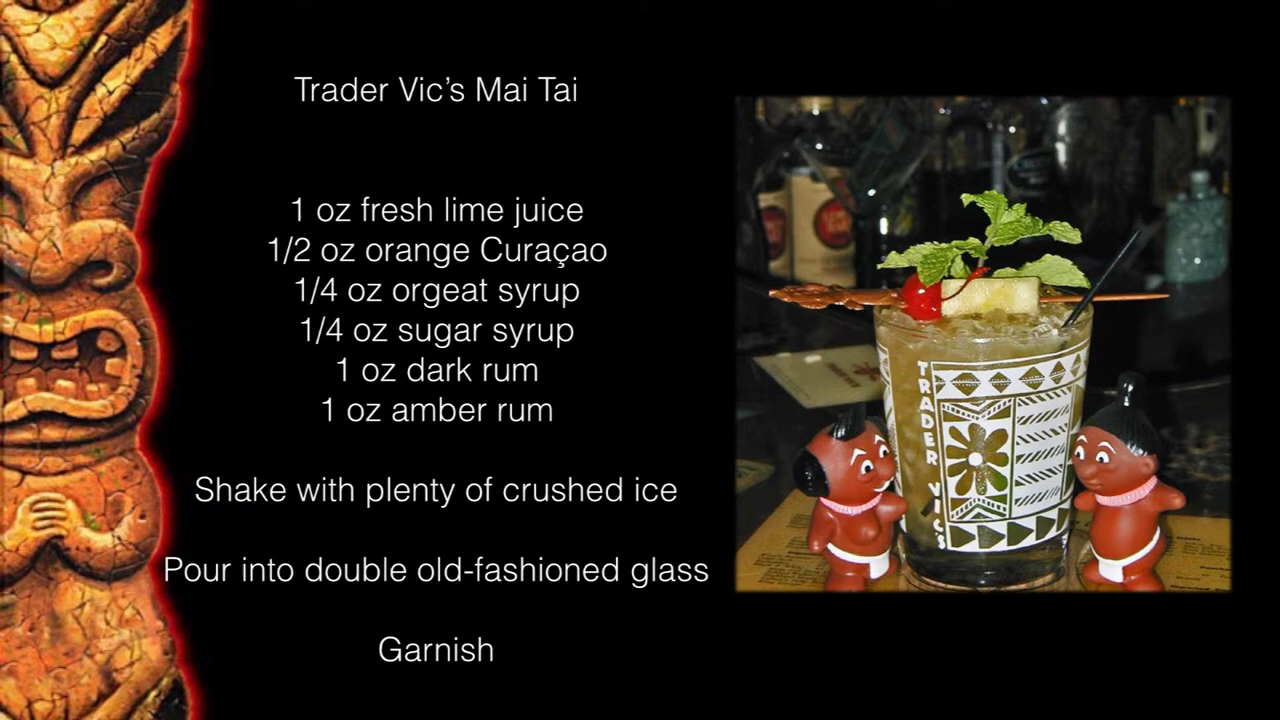 Trader Vic’s Mai Tai
1 oz fresh lime juice
1/2 oz orange Curaçao
1/4 oz orgeat syrup
1/4 oz sugar syrup
1 oz dark rum
1 oz amber rum
Shake with plenty of crushed ice
Pour into double old-fashioned glass
Garnish
TRADER VIC'S